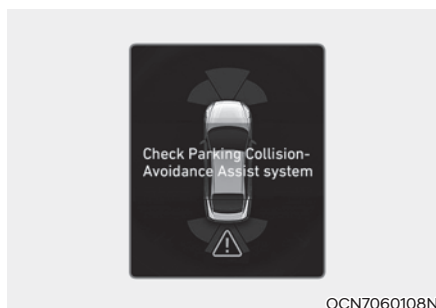 Check Parking Collision-
Avoidance Assist system
OCN7060108N